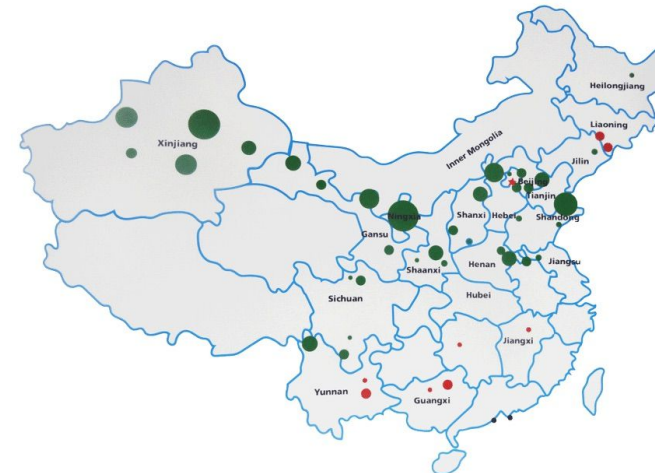 Heilongjiang
Liaoning
Inner Mongolia
Xinjiang
Jilin
Beijing
Tianjin
Ningxia
Shanxi
Hebei
Shandong
Gansu
Shaanxi
Henan
Jiangsu
Sichuan
Hubei
Jiangxi
Yunnan
Guangxi